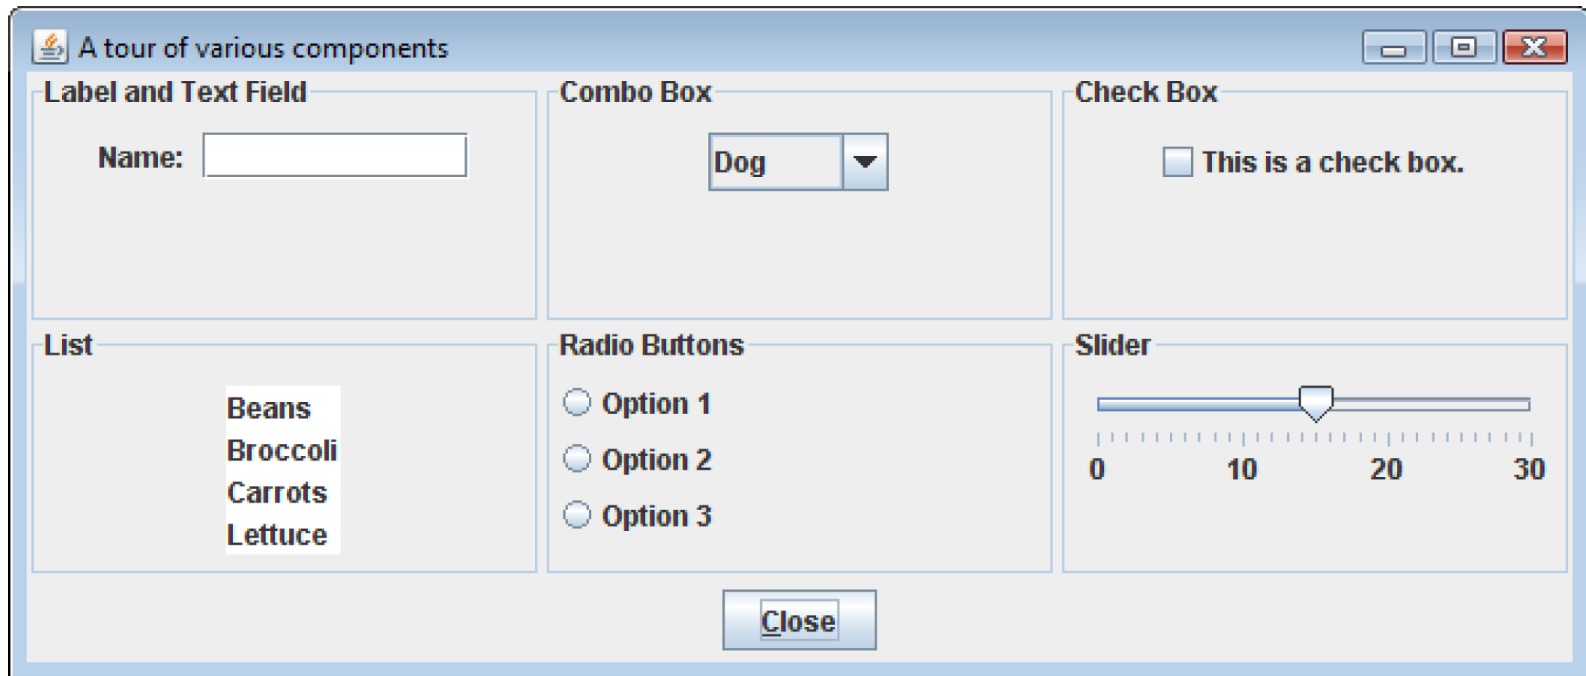 A tour of various components
Label and Text Field
Name:
Combo Box
Dog
Check Box
This is a check box.
List
Beans
Broccoli
Carrots
Lettuce
Radio Buttons
Option 1
Option 2
Option 3
Slider
0 10 20 30
Close